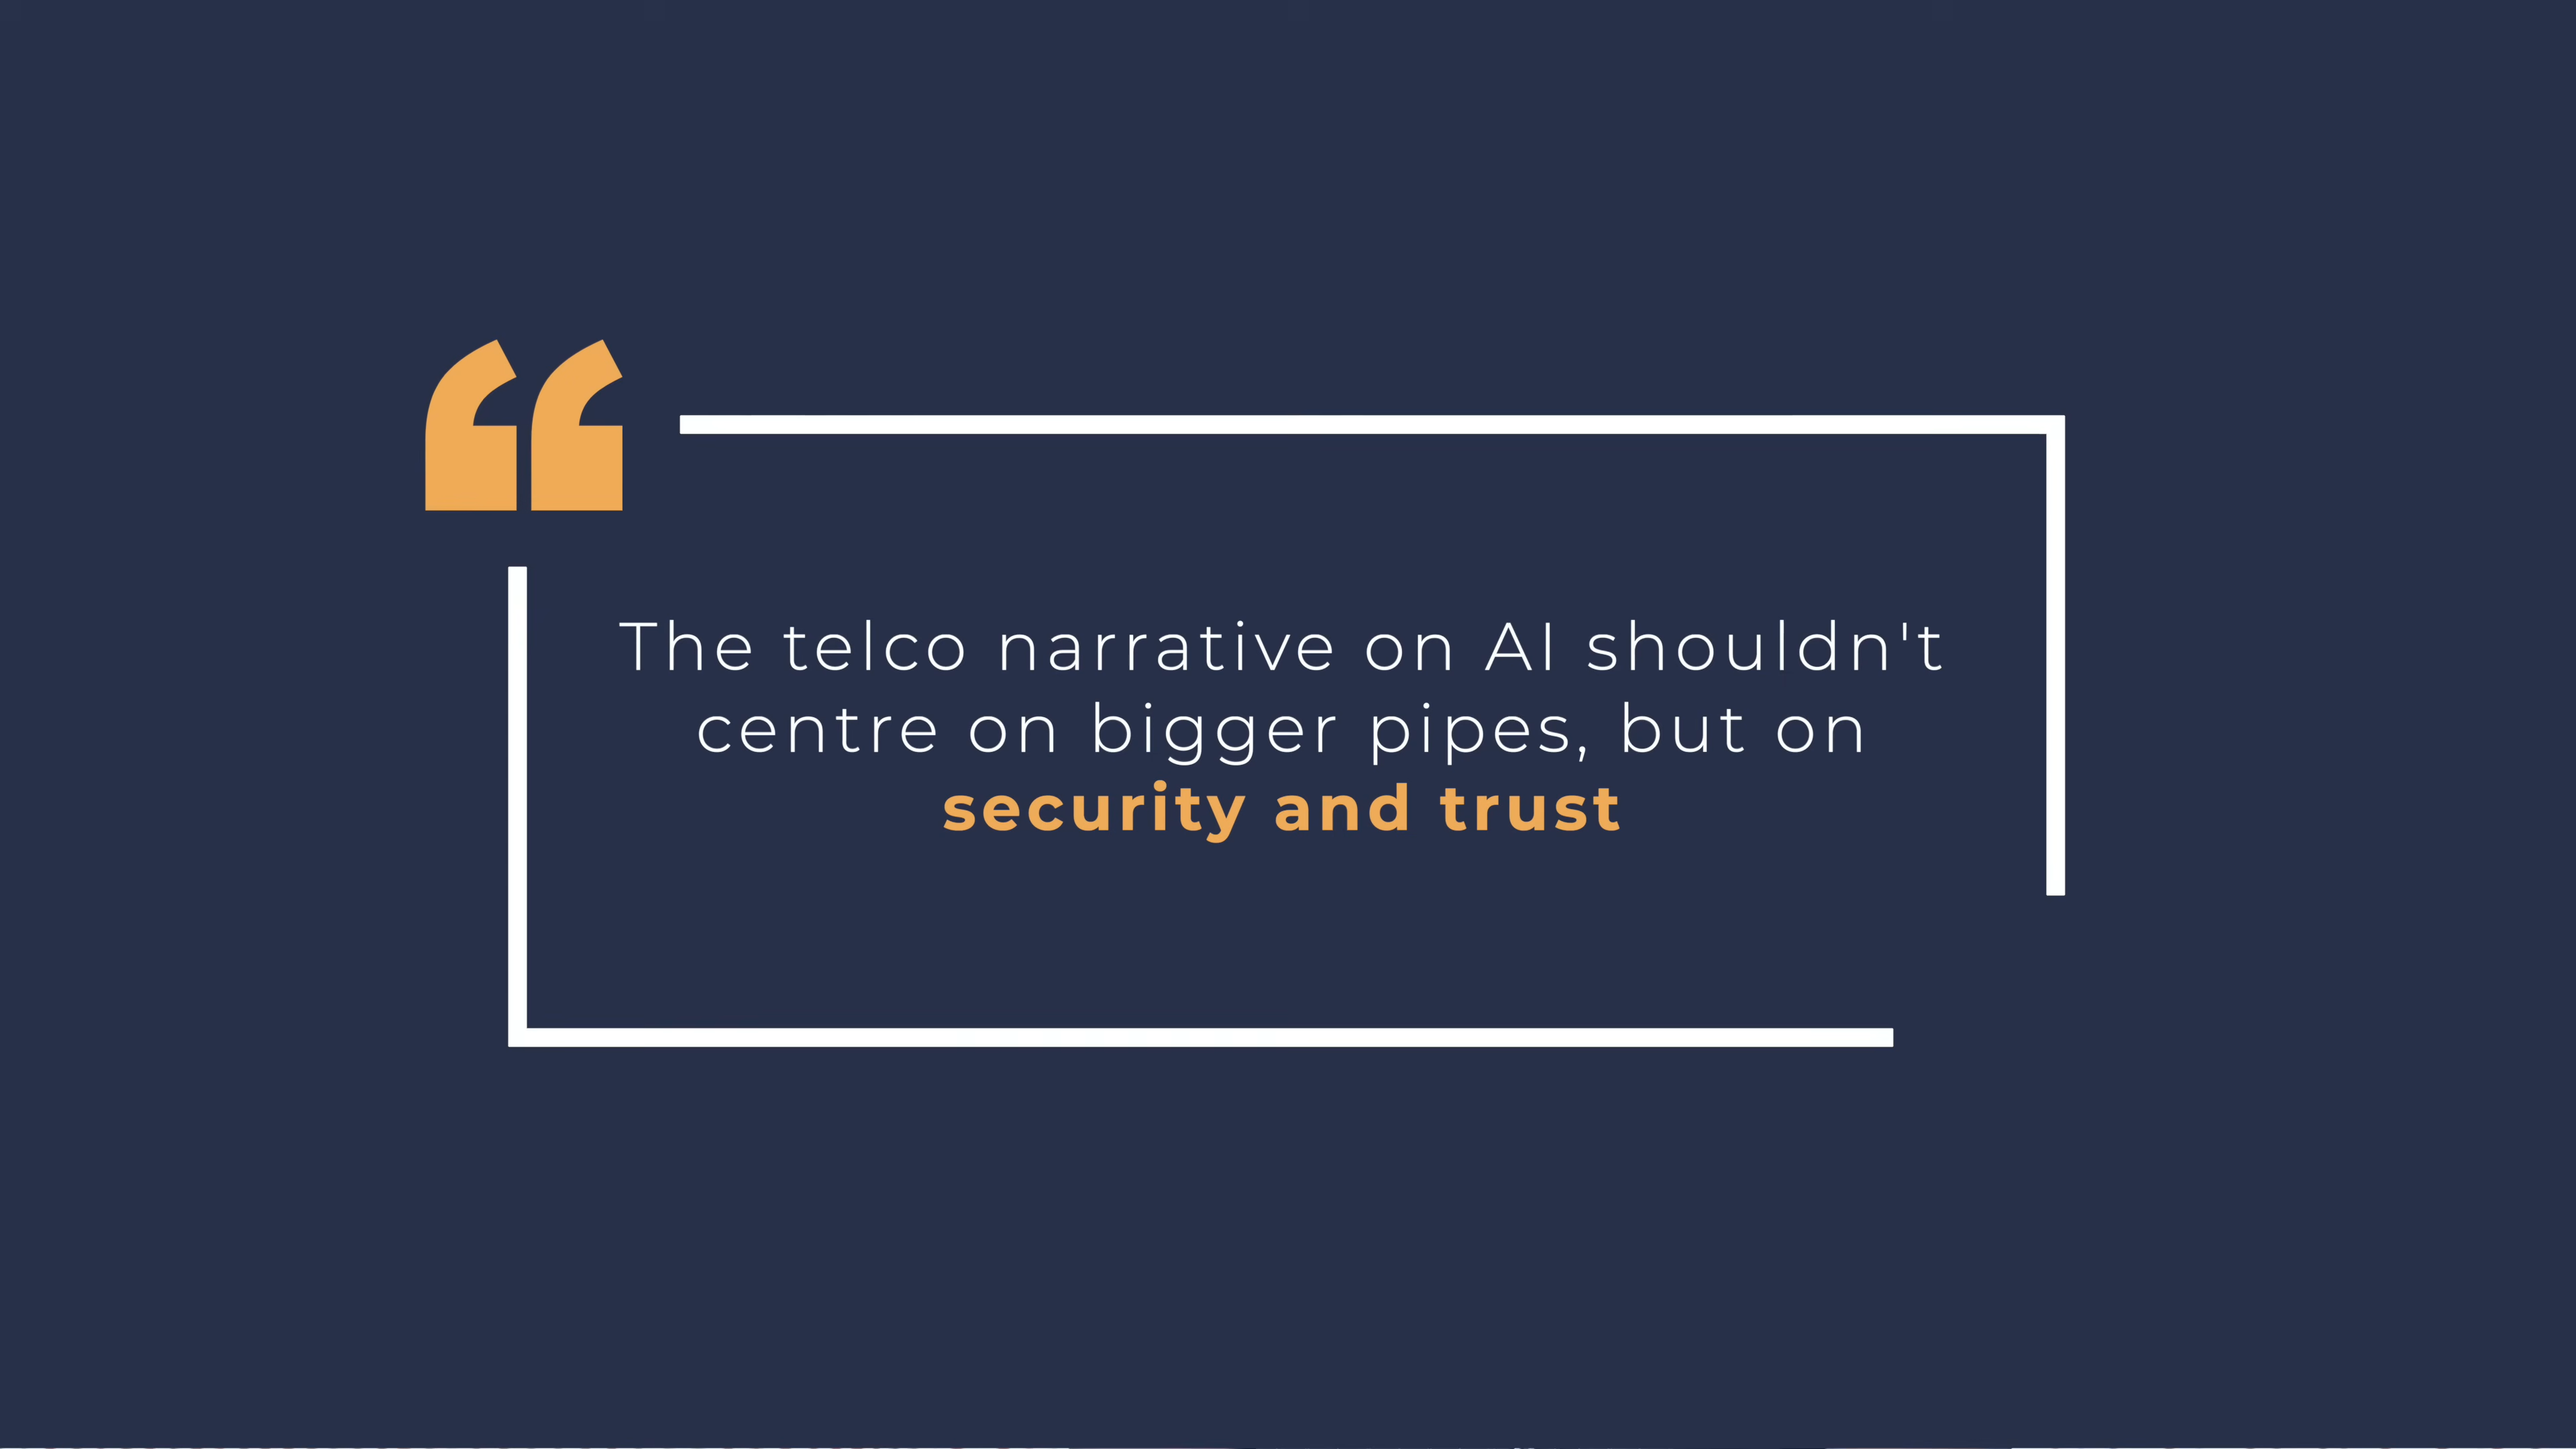 The telco narrative on AI shouldn't
centre on bigger pipes, but on
security and trust